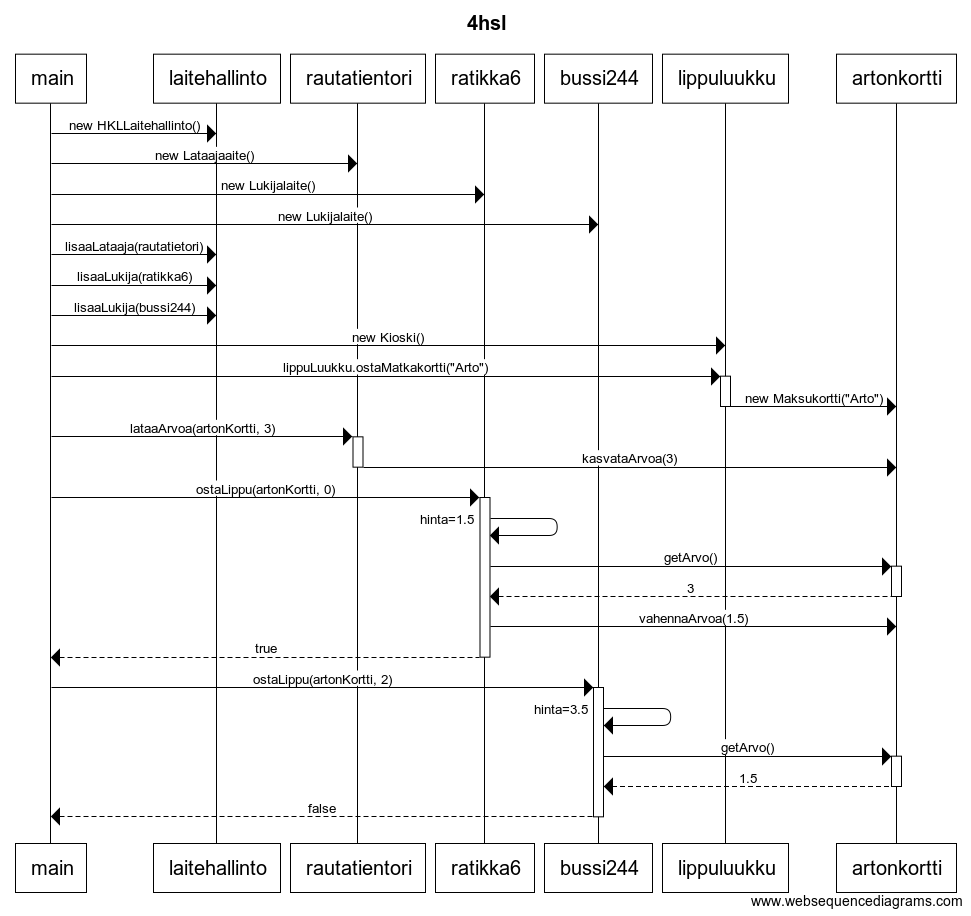 4hsl
main laitehallinto rautatientori ratikka6 bussi244 lippuluukku artonkortti
new HKLLaitehallinto()
new Lataajaaite()
new Lukijalaite()
new Lukijalaite()
lisaaLataaja(rautatietori)
lisaaLukija(ratikka6)
lisaaLukija(bussi244)
new Kioski()
lippuLuukku.ostaMatkakortti("Arto")
new Maksukortti("Arto")
lataaArvoa(artonKortti, 3)
kasvataArvoa(3)
ostaLippu(artonKortti, 0)
hinta=1.5
getArvo()
3
vahennaArvoa(1.5)
true
ostaLippu(artonKortti, 2)
hinta=3.5
getArvo()
1.5
false
main laitehallinto rautatientori ratikka6 bussi244 lippuluukku artonkortti
www.websequencediagrams.com